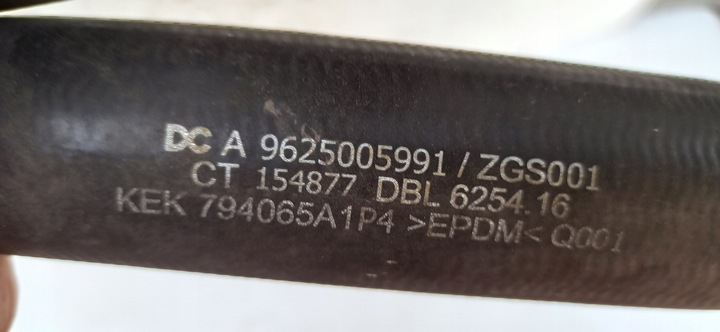 DC A 9625005991 / ZGS001
CT 154877 DBL 6254.16
KEK 794065A1P4 >EPDM< Q001